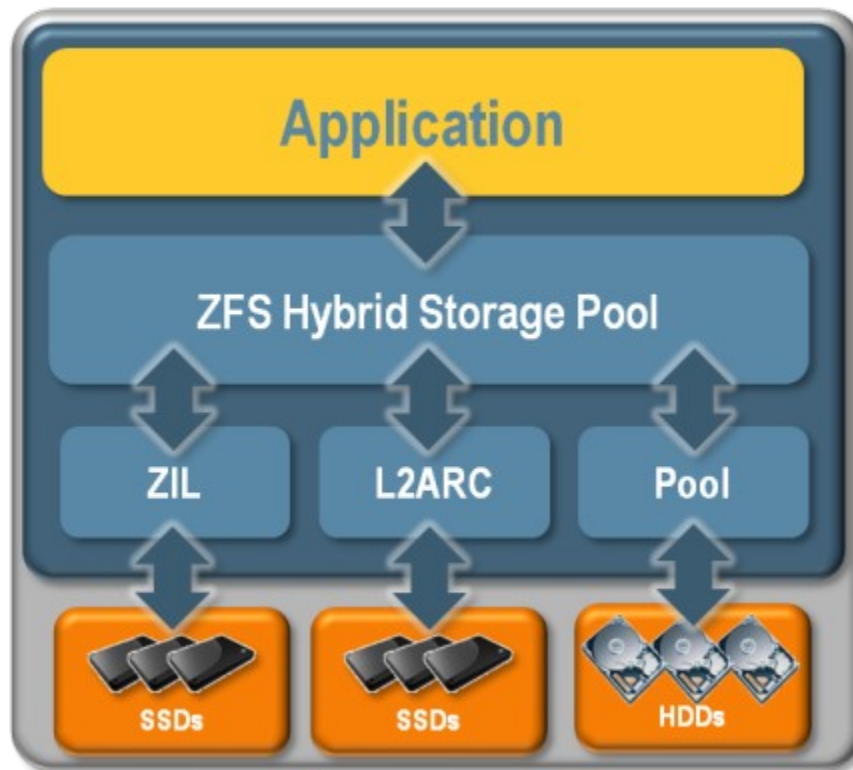 Application
ZFS Hybrid Storage Pool
ZIL
L2ARC
Pool
SSDs
SSDs
HDDs